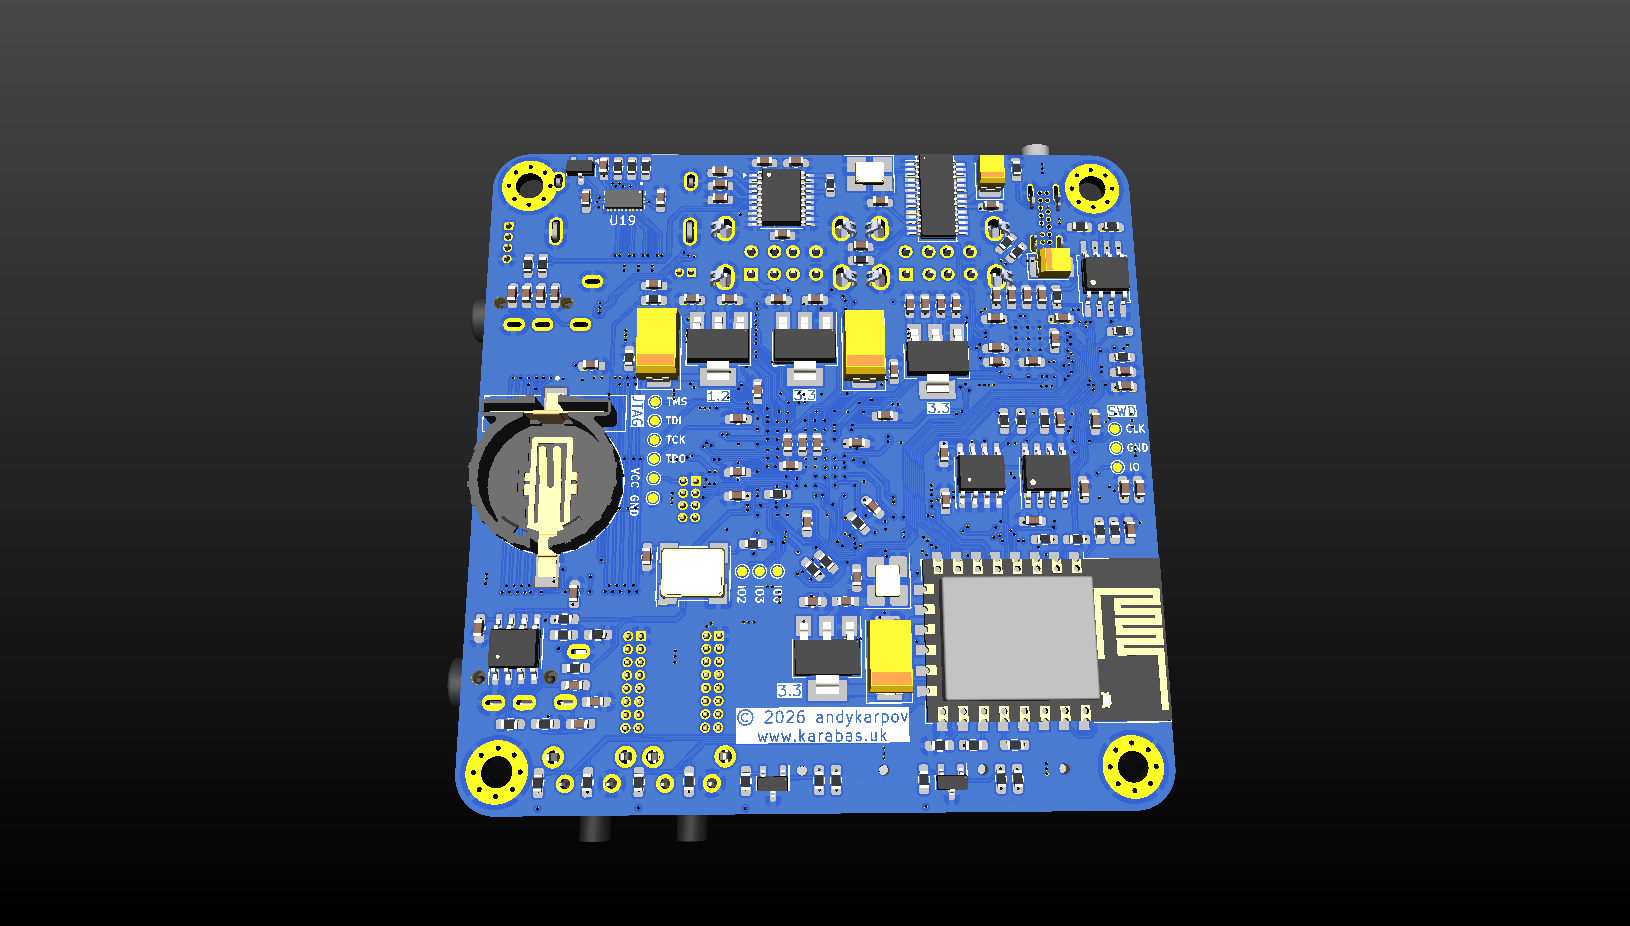 U19
1.2
3.3
3.3
JTAG
TMS
TDI
TCK
TDO
VCC
GND
SWD
CLK
GND
IO
IO2
IO3
3.3
© 2026 andykarpov
www.karabas.uk